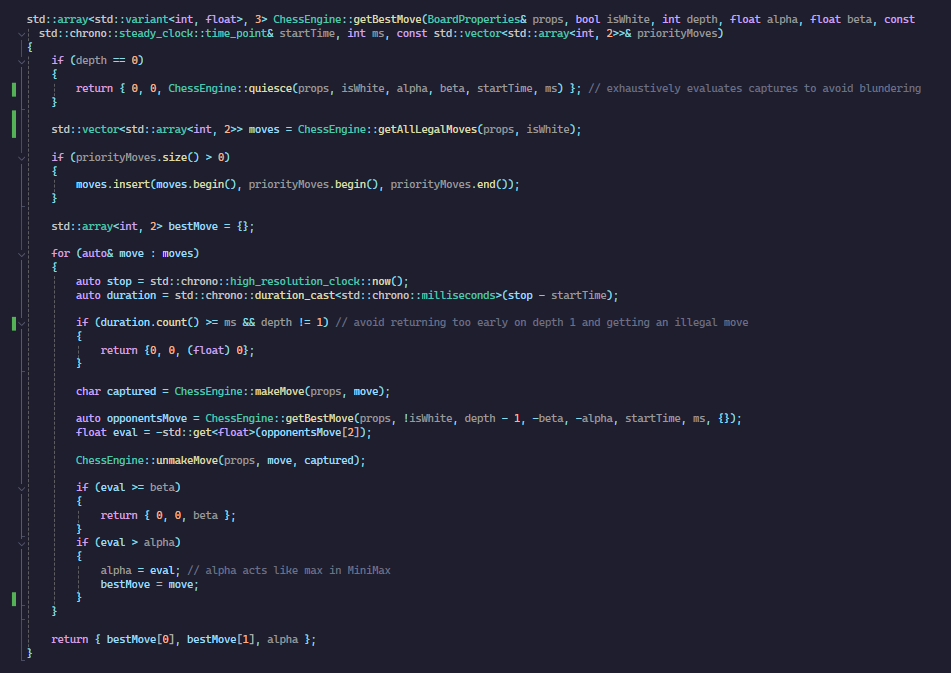 std::array<std::variant<int, float>, 3> ChessEngine::getBestMove(BoardProperties& props, bool isWhite, int depth, float alpha, float beta, const
std::chrono::steady_clock::time_point& startTime, int ms, const std::vector<std::array<int, 2>>& priorityMoves)
{
if (depth == 0)
{
return { 0, 0, ChessEngine::quiesce(props, isWhite, alpha, beta, startTime, ms) }; // exhaustively evaluates captures to avoid blundering
}
std::vector<std::array<int, 2>> moves = ChessEngine::getAllLegalMoves(props, isWhite);
if (priorityMoves.size() > 0)
{
moves.insert(moves.begin(), priorityMoves.begin(), priorityMoves.end());
}
std::array<int, 2> bestMove = {};
for (auto& move : moves)
{
auto stop = std::chrono::high_resolution_clock::now();
auto duration = std::chrono::duration_cast<std::chrono::milliseconds>(stop - startTime);
if (duration.count() >= ms && depth != 1) // avoid returning too early on depth 1 and getting an illegal move
{
return {0, 0, (float) 0};
}
char captured = ChessEngine::makeMove(props, move);
auto opponentsMove = ChessEngine::getBestMove(props, !isWhite, depth - 1, -beta, -alpha, startTime, ms, {});
float eval = -std::get<float>(opponentsMove[2]);
ChessEngine::unmakeMove(props, move, captured);
if (eval >= beta)
{
return { 0, 0, beta };
}
if (eval > alpha)
{
alpha = eval; // alpha acts like max in MiniMax
bestMove = move;
}
}
return { bestMove[0], bestMove[1], alpha };
}